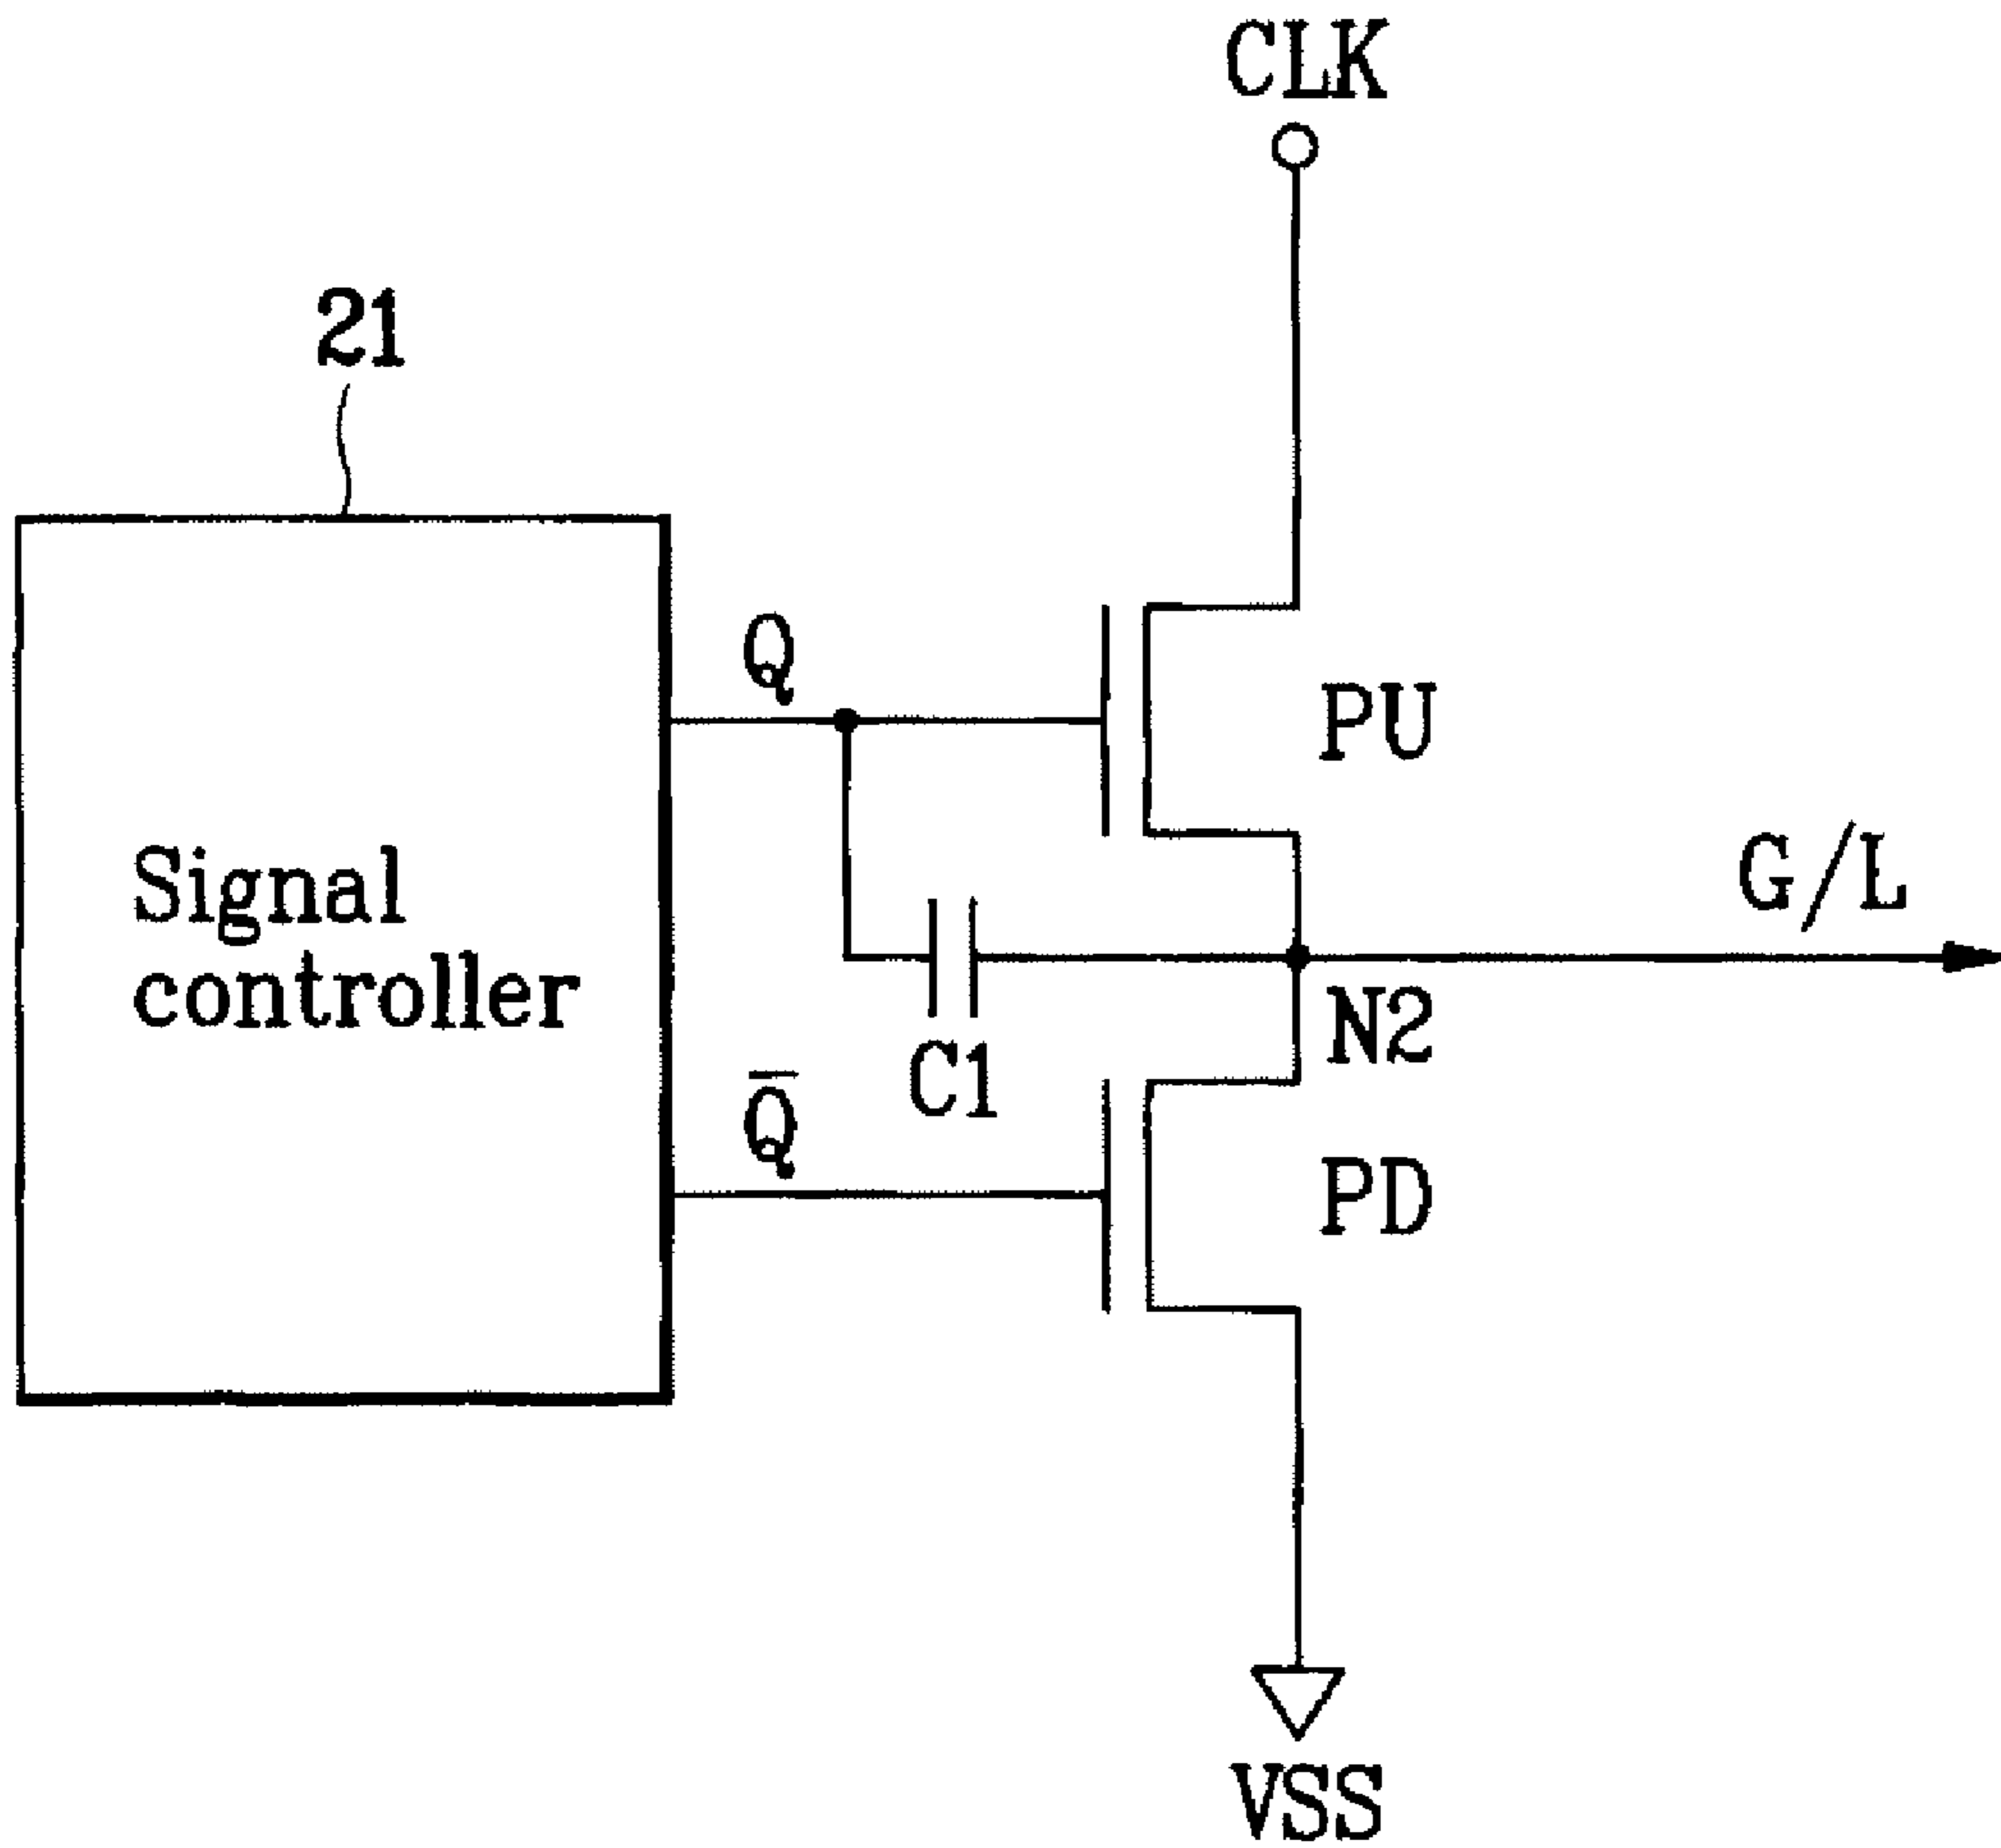 CLK
21
Q
PU
Signal
controller
G/L
N2
C1
Q̅
PD
VSS